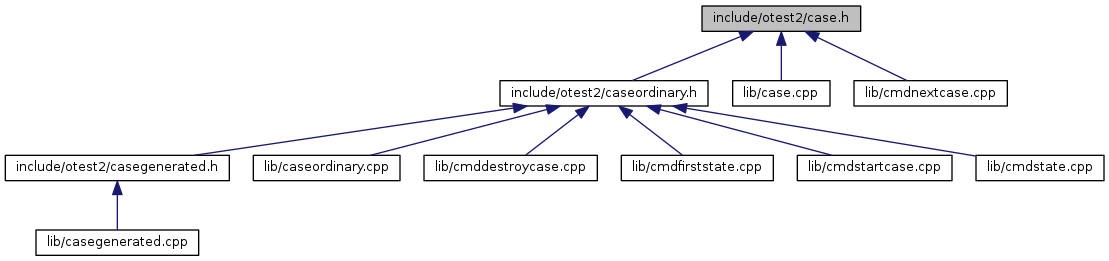 include/otest2/case.h
include/otest2/caseordinary.h
lib/case.cpp
lib/cmdnextcase.cpp
include/otest2/casegenerated.h
lib/caseordinary.cpp
lib/cmddestroycase.cpp
lib/cmdfirststate.cpp
lib/cmdstartcase.cpp
lib/cmdstate.cpp
lib/casegenerated.cpp